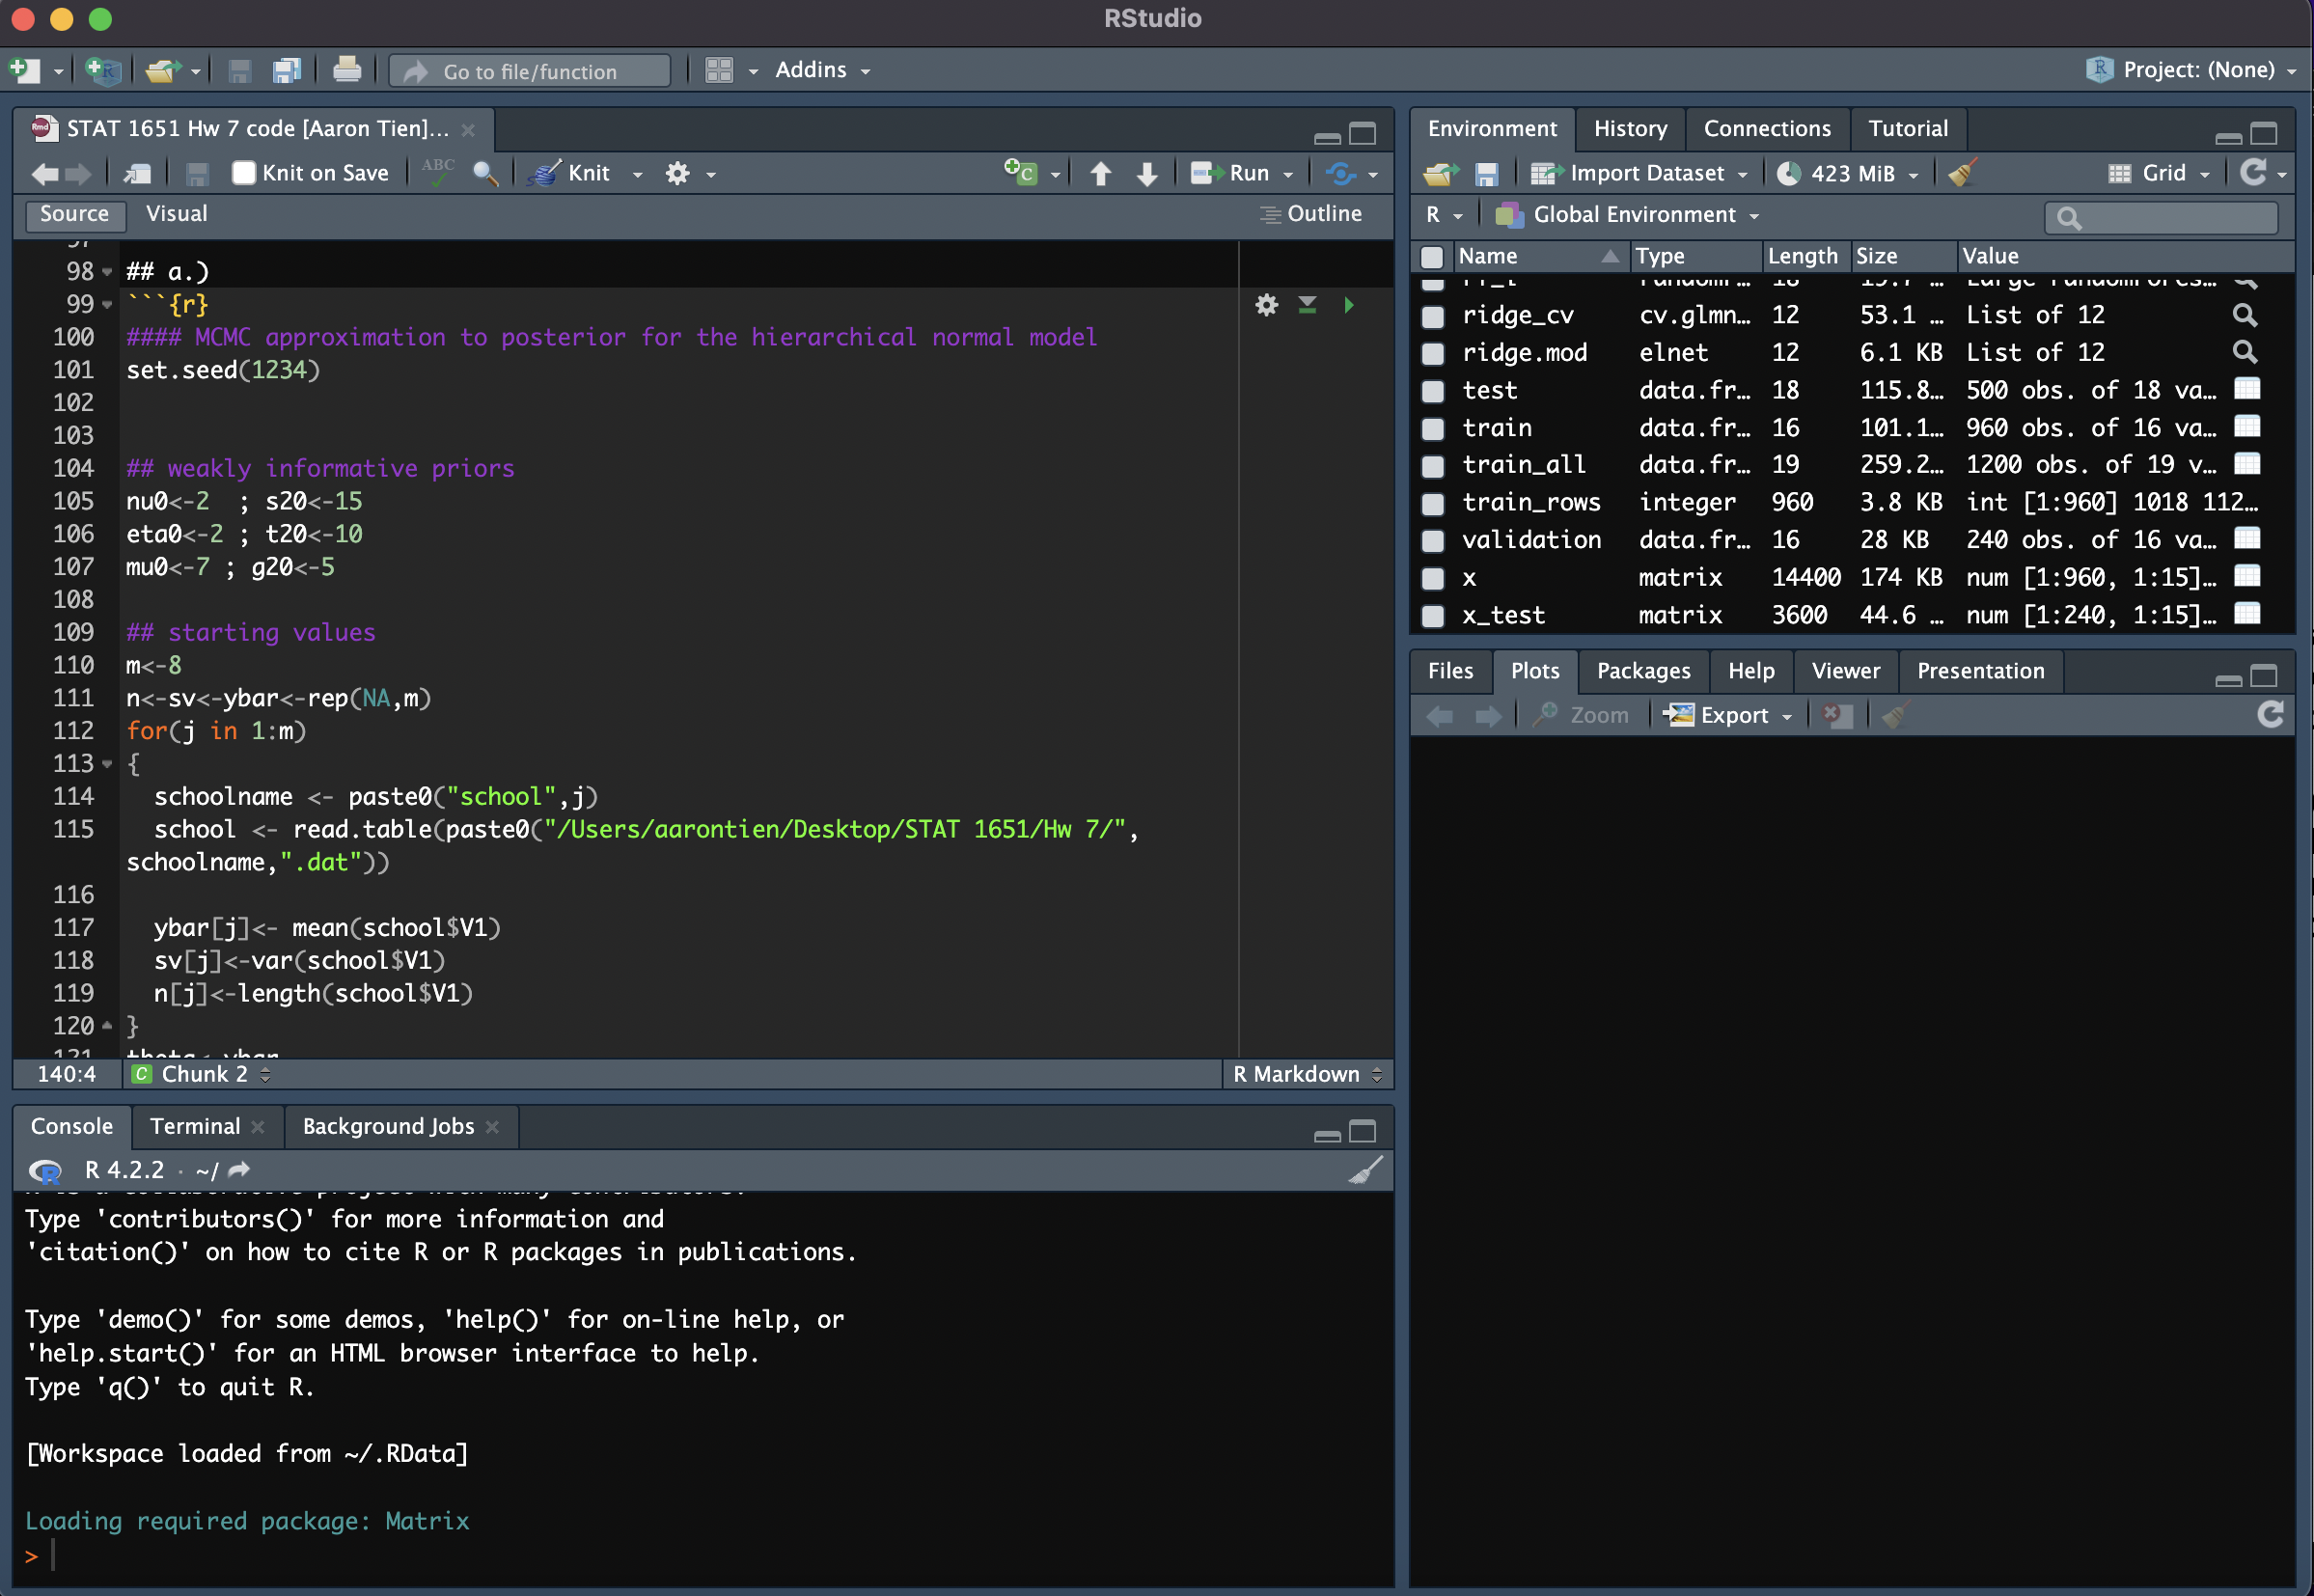 RStudio
Go to file/function
Addins
Project: (None)
STAT 1651 Hw 7 code [Aaron Tien]...
Knit on Save
ABC
Knit
Run
Source
Visual
Outline
97
98 ## a.)
99 ```{r}
100 #### MCMC approximation to posterior for the hierarchical normal model
101 set.seed(1234)
102
103
104 ## weakly informative priors
105 nu0<-2  ; s20<-15
106 eta0<-2 ; t20<-10
107 mu0<-7 ; g20<-5
108
109 ## starting values
110 m<-8
111 n<-sv<-ybar<-rep(NA,m)
112 for(j in 1:m)
113 {
114   schoolname <- paste0("school",j)
115   school <- read.table(paste0("/Users/aarontien/Desktop/STAT 1651/Hw 7/",
schoolname,".dat"))
116
117   ybar[j]<- mean(school$V1)
118   sv[j]<-var(school$V1)
119   n[j]<-length(school$V1)
120 }
121 theta<-ybar
140:4
Chunk 2
R Markdown
Console
Terminal
Background Jobs
R 4.2.2 · ~/
R is a collaborative project with many contributors.
Type 'contributors()' for more information and
'citation()' on how to cite R or R packages in publications.
Type 'demo()' for some demos, 'help()' for on-line help, or
'help.start()' for an HTML browser interface to help.
Type 'q()' to quit R.
[Workspace loaded from ~/.RData]
Loading required package: Matrix
>
Environment
History
Connections
Tutorial
Import Dataset
423 MiB
Grid
R
Global Environment
Name Type Length Size Value
ridge_cv cv.glmn… 12 53.1 … List of 12
ridge.mod elnet 12 6.1 KB List of 12
test data.fr… 18 115.8… 500 obs. of 18 va…
train data.fr… 16 101.1… 960 obs. of 16 va…
train_all data.fr… 19 259.2… 1200 obs. of 19 v…
train_rows integer 960 3.8 KB int [1:960] 1018 112…
validation data.fr… 16 28 KB 240 obs. of 16 va…
x matrix 14400 174 KB num [1:960, 1:15]…
x_test matrix 3600 44.6 … num [1:240, 1:15]…
Files
Plots
Packages
Help
Viewer
Presentation
Zoom
Export